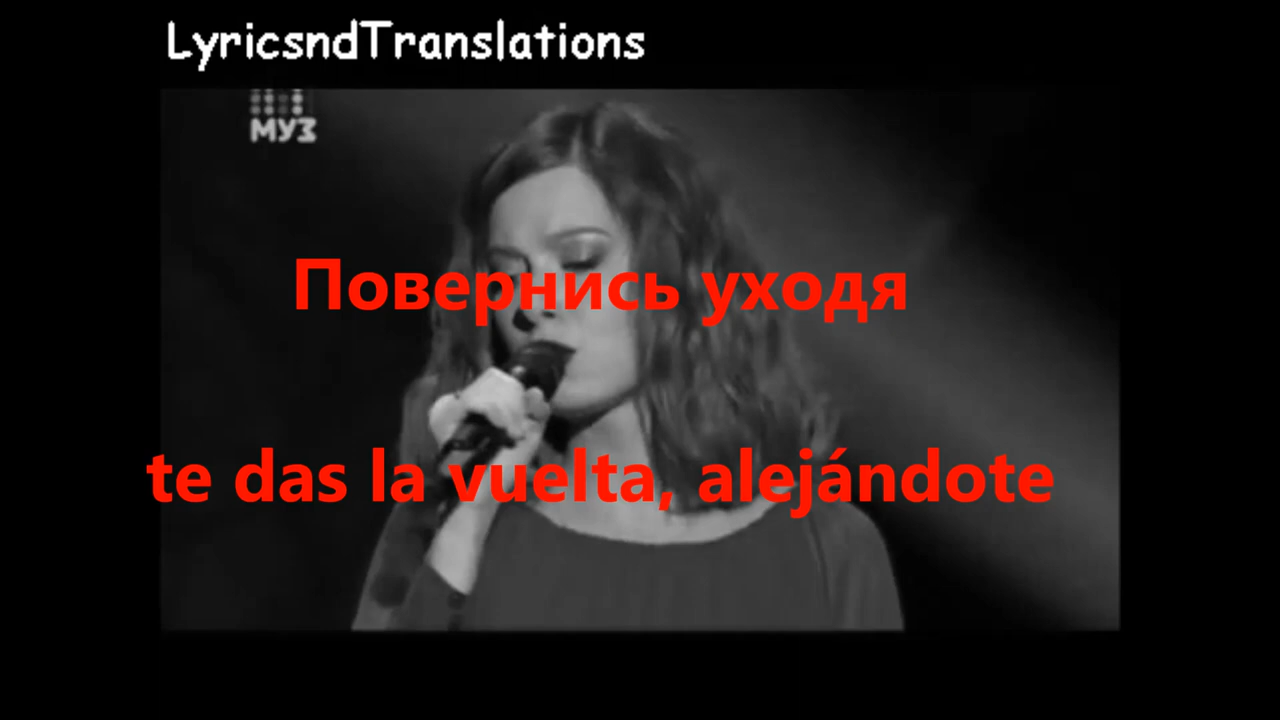 LyricsndTranslations
МУЗ
Повернись уходя
te das la vuelta, alejándote